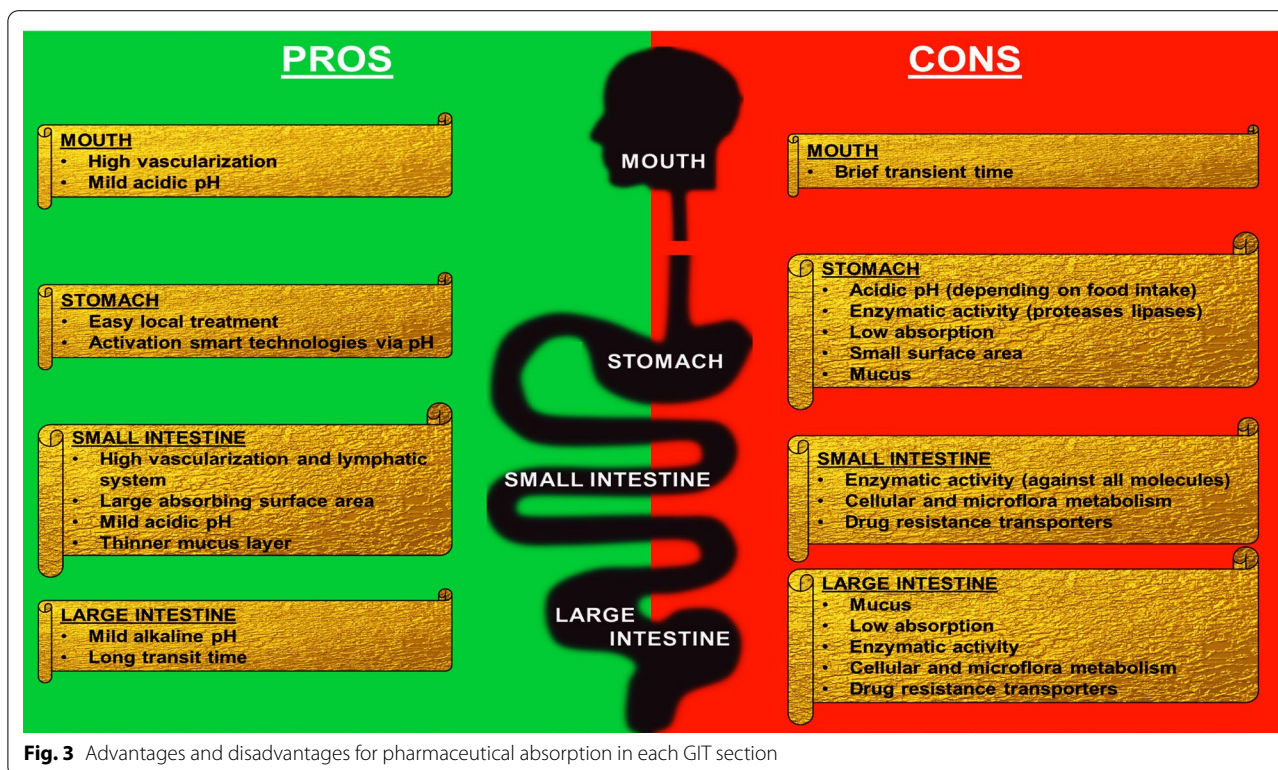 PROS
MOUTH
• High vascularization
• Mild acidic pH
STOMACH
• Easy local treatment
• Activation smart technologies via pH
SMALL INTESTINE
• High vascularization and lymphatic
system
• Large absorbing surface area
• Mild acidic pH
• Thinner mucus layer
LARGE INTESTINE
• Mild alkaline pH
• Long transit time
MOUTH
STOMACH
SMALL INTESTINE
LARGE
INTESTINE
CONS
MOUTH
• Brief transient time
STOMACH
• Acidic pH (depending on food intake)
• Enzymatic activity (proteases lipases)
• Low absorption
• Small surface area
• Mucus
SMALL INTESTINE
• Enzymatic activity (against all molecules)
• Cellular and microflora metabolism
• Drug resistance transporters
LARGE INTESTINE
• Mucus
• Low absorption
• Enzymatic activity
• Cellular and microflora metabolism
• Drug resistance transporters
Fig. 3 Advantages and disadvantages for pharmaceutical absorption in each GIT section